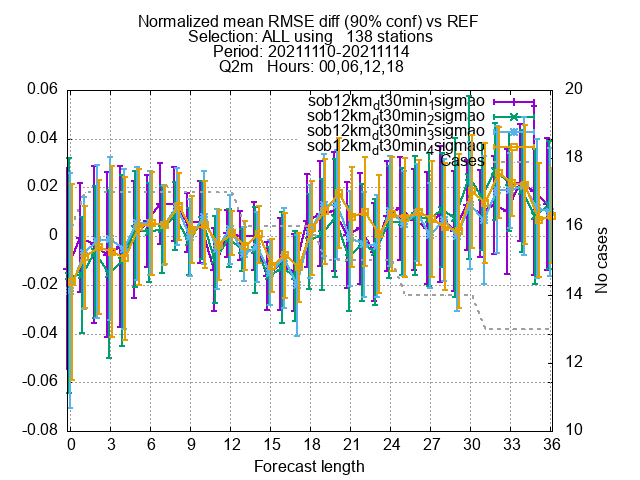 Normalized mean RMSE diff (90% conf) vs REF
Selection: ALL using   138 stations
Period: 20211110-20211114
Q2m   Hours: 00,06,12,18
sob12km_dt30min_1sigmao
sob12km_dt30min_2sigmao
sob12km_dt30min_3sigmao
sob12km_dt30min_4sigmao
Cases
0.06
0.04
0.02
0
-0.02
-0.04
-0.06
-0.08
20
18
16
14
12
10
No cases
0 3 6 9 12 15 18 21 24 27 30 33 36
Forecast length